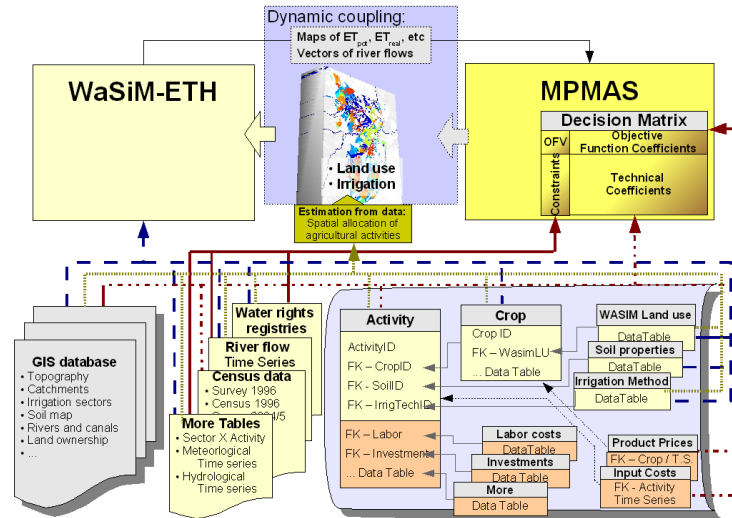 Dynamic coupling:
Maps of ETpot, ETreal, etc
Vectors of river flows
WaSiM-ETH
MPMAS
Decision Matrix
OFV
Objective
Function Coefficients
Constraints
Technical
Coefficients
• Land use
• Irrigation
Estimation from data:
Spatial allocation of
agricultural activities
GIS database
• Topography
• Catchments
• Irrigation sectors
• Soil map
• Rivers and canals
• Land ownership
• ...
Water rights
registries
River flow
Time Series
Census data
• Survey 1996
• Census 1996
More Tables
• Sector X Activity
• Meteorlogical
Time series
• Hydrological
Time Series
Activity
ActivityID
FK – CropID
FK - SoilID
FK – IrrigTechID
FK – Labor
FK – Investment
... Data Table
Crop
Crop ID
FK – WasimLU
... Data Table
WASIM Land use
DataTable
Soil properties
DataTable
Irrigation Method
DataTable
Labor costs
DataTable
Investments
Data Table
More
Data Table
Product Prices
FK – Crop / T.S.
Input Costs
FK - Activity
Time Series